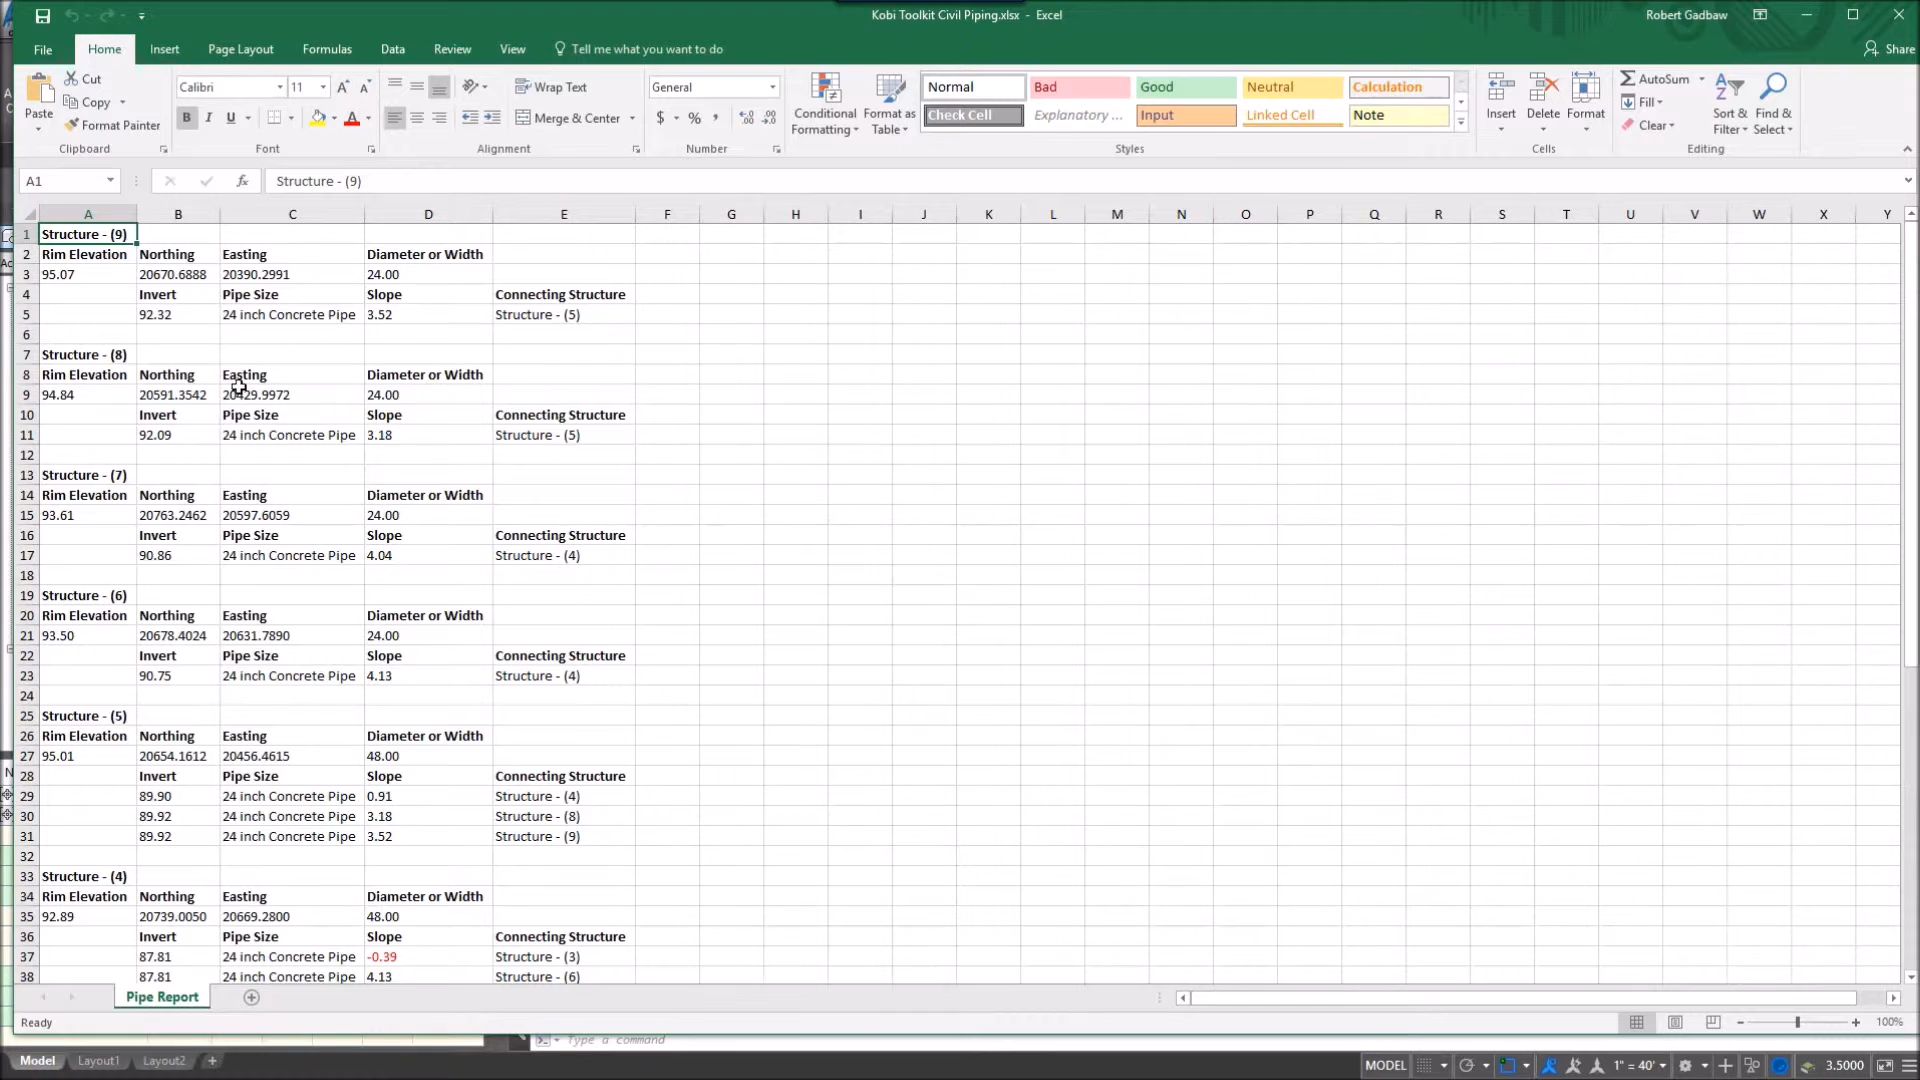 Kobi Toolkit Civil Piping.xlsx - Excel
Robert Gadbaw
File Home Insert Page Layout Formulas Data Review View Tell me what you want to do Share
Paste
Cut
Copy
Format Painter
Clipboard
Calibri 11
B I U
Font
Wrap Text
Merge & Center
Alignment
General
$ % ,
Number
Conditional Formatting
Format as Table
Normal Bad Good Neutral Calculation
Check Cell Explanatory ... Input Linked Cell Note
Styles
Insert Delete Format
Cells
AutoSum
Fill
Clear
Sort & Filter
Find & Select
Editing
A1 fx Structure - (9)
A B C D E F G H I J K L M N O P Q R S T U V W X Y
1 Structure - (9)
2 Rim Elevation Northing Easting Diameter or Width
3 95.07 20670.6888 20390.2991 24.00
4 Invert Pipe Size Slope Connecting Structure
5 92.32 24 inch Concrete Pipe 3.52 Structure - (5)
6
7 Structure - (8)
8 Rim Elevation Northing Easting Diameter or Width
9 94.84 20591.3542 20429.9972 24.00
10 Invert Pipe Size Slope Connecting Structure
11 92.09 24 inch Concrete Pipe 3.18 Structure - (5)
12
13 Structure - (7)
14 Rim Elevation Northing Easting Diameter or Width
15 93.61 20763.2462 20597.6059 24.00
16 Invert Pipe Size Slope Connecting Structure
17 90.86 24 inch Concrete Pipe 4.04 Structure - (4)
18
19 Structure - (6)
20 Rim Elevation Northing Easting Diameter or Width
21 93.50 20678.4024 20631.7890 24.00
22 Invert Pipe Size Slope Connecting Structure
23 90.75 24 inch Concrete Pipe 4.13 Structure - (4)
24
25 Structure - (5)
26 Rim Elevation Northing Easting Diameter or Width
27 95.01 20654.1612 20456.4615 48.00
28 Invert Pipe Size Slope Connecting Structure
29 89.90 24 inch Concrete Pipe 0.91 Structure - (4)
30 89.92 24 inch Concrete Pipe 3.18 Structure - (8)
31 89.92 24 inch Concrete Pipe 3.52 Structure - (9)
32
33 Structure - (4)
34 Rim Elevation Northing Easting Diameter or Width
35 92.89 20739.0050 20669.2800 48.00
36 Invert Pipe Size Slope Connecting Structure
37 87.81 24 inch Concrete Pipe -0.39 Structure - (3)
38 87.81 24 inch Concrete Pipe 4.13 Structure - (6)
Pipe Report
Ready
100%
Type a command
Model Layout1 Layout2 +
MODEL 1" = 40' 3.5000